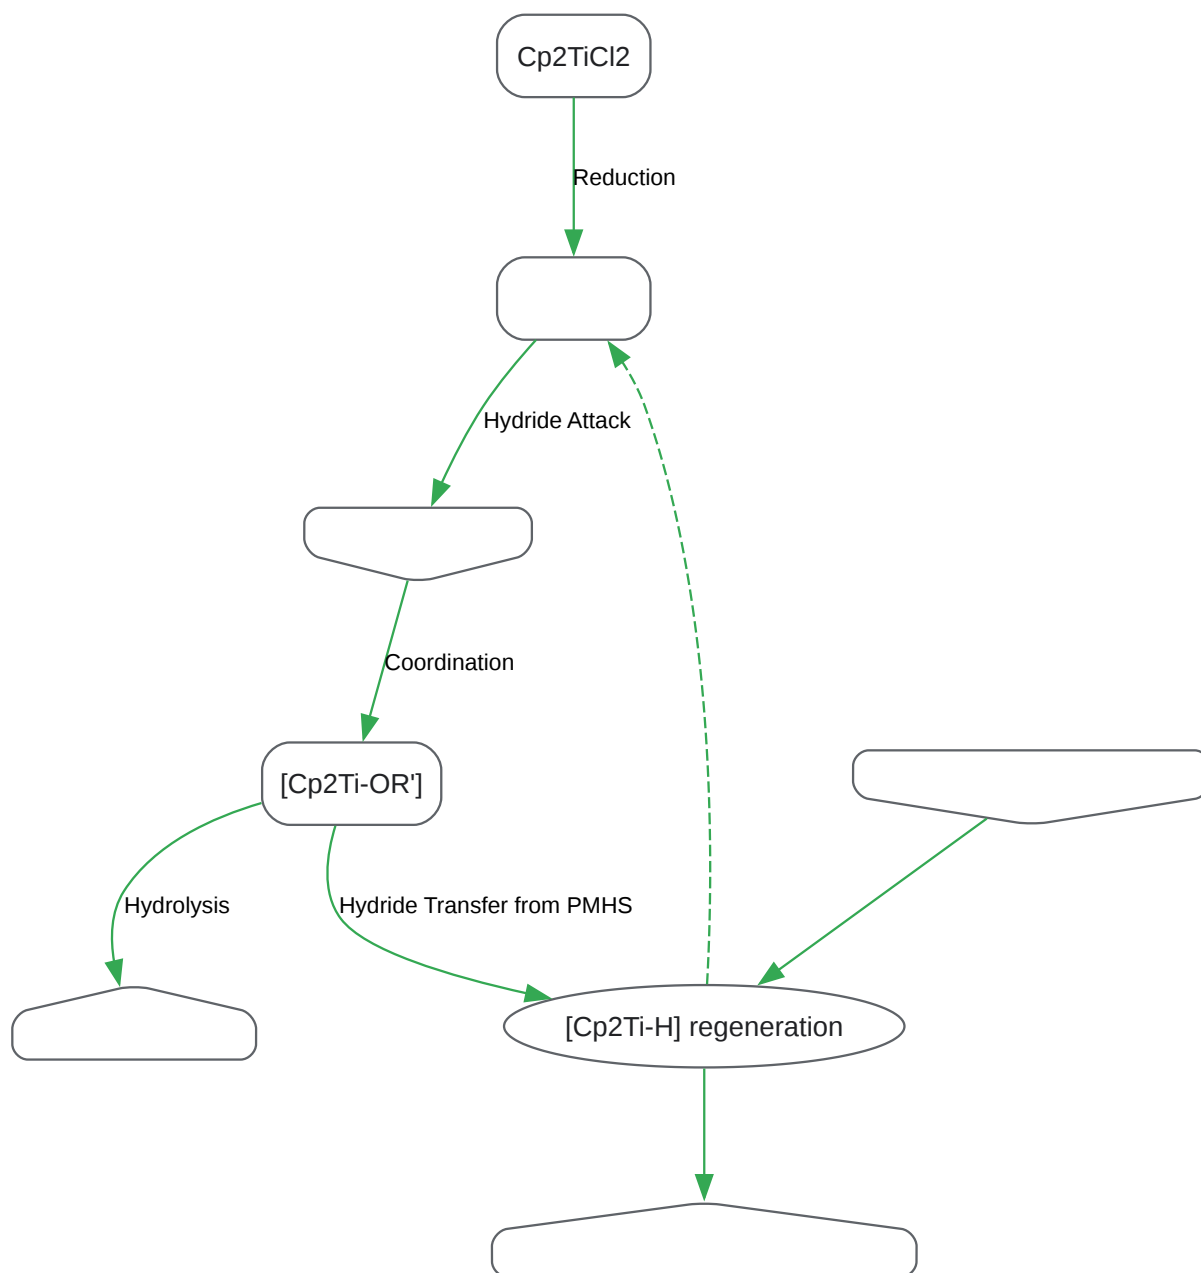 Cp2TiCl2
Reduction
Hydride Attack
Coordination
[Cp2Ti-OR']
Hydrolysis
Hydride Transfer from PMHS
[Cp2Ti-H] regeneration